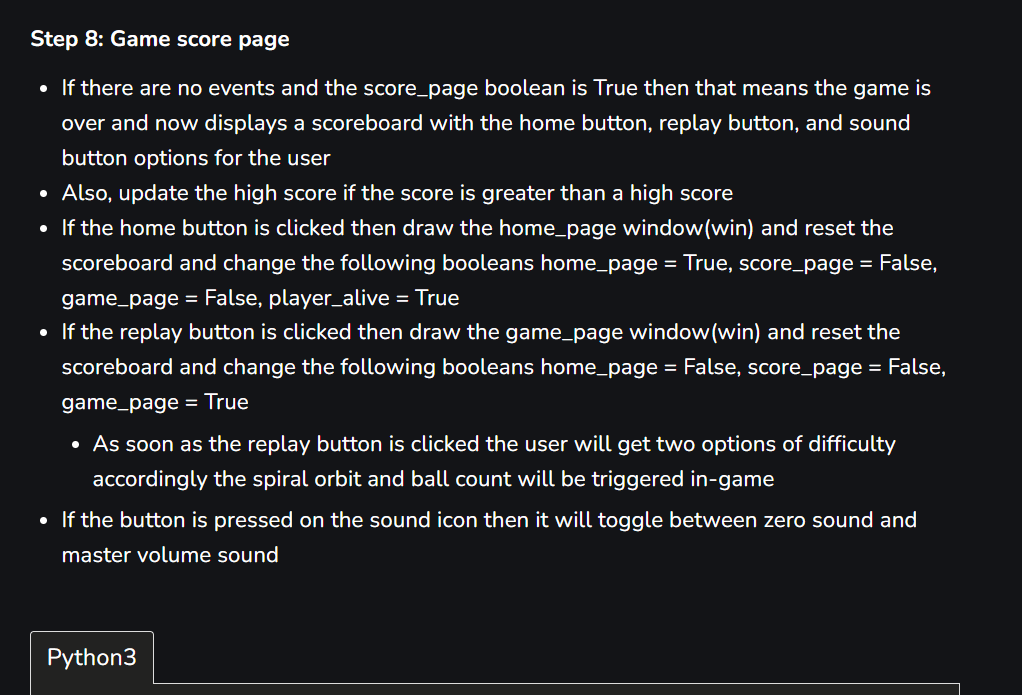 Step 8: Game score page
If there are no events and the score_page boolean is True then that means the game is
over and now displays a scoreboard with the home button, replay button, and sound
button options for the user
Also, update the high score if the score is greater than a high score
If the home button is clicked then draw the home_page window(win) and reset the
scoreboard and change the following booleans home_page = True, score_page = False,
game_page = False, player_alive = True
If the replay button is clicked then draw the game_page window(win) and reset the
scoreboard and change the following booleans home_page = False, score_page = False,
game_page = True
As soon as the replay button is clicked the user will get two options of difficulty
accordingly the spiral orbit and ball count will be triggered in-game
If the button is pressed on the sound icon then it will toggle between zero sound and
master volume sound
Python3